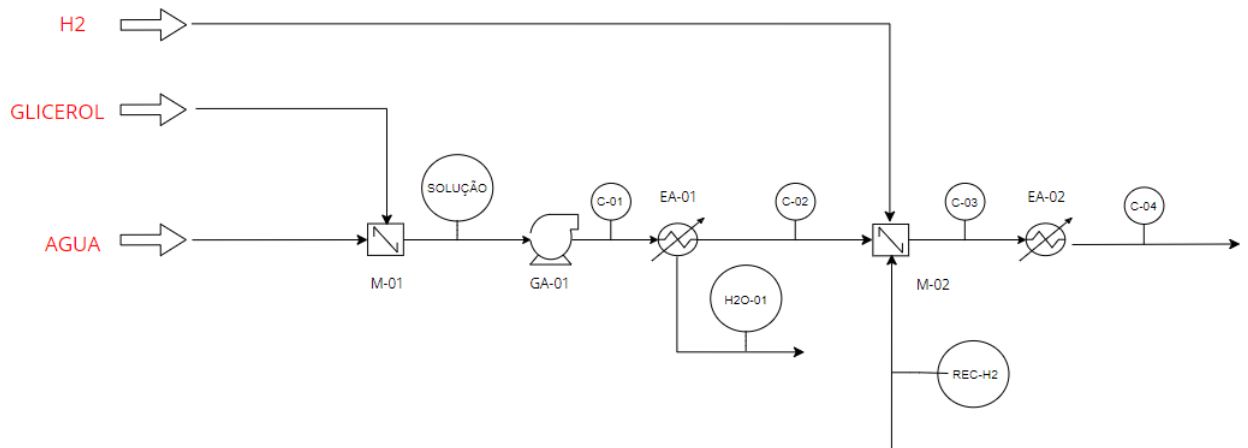 H2
GLICEROL
SOLUÇÃO
C-01
EA-01
C-02
C-03
EA-02
C-04
AGUA
M-01
GA-01
H2O-01
M-02
REC-H2